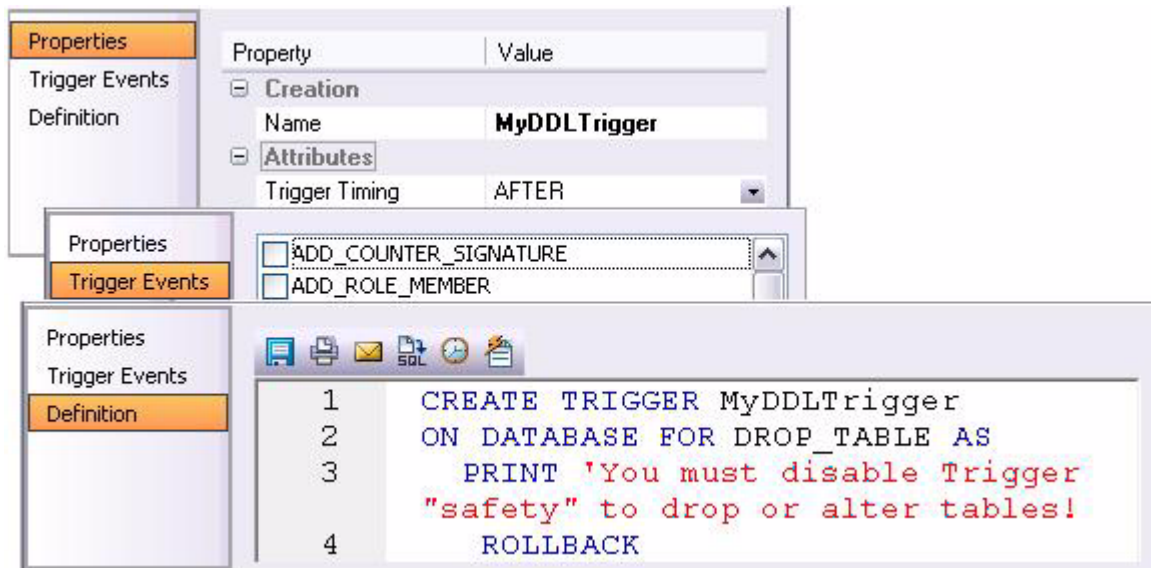 Properties
Trigger Events
Definition
Property Value
Creation
Name MyDDLTrigger
Attributes
Trigger Timing AFTER
Properties
Trigger Events
ADD_COUNTER_SIGNATURE
ADD_ROLE_MEMBER
Properties
Trigger Events
Definition
SQL
1 CREATE TRIGGER MyDDLTrigger
2 ON DATABASE FOR DROP_TABLE AS
3 PRINT 'You must disable Trigger
"safety" to drop or alter tables!
4 ROLLBACK